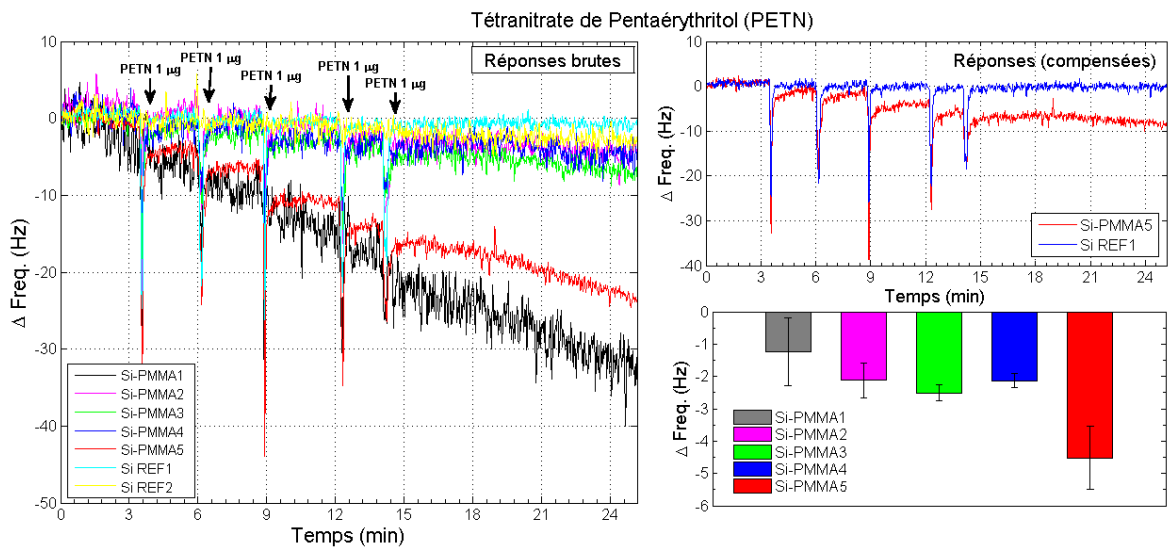 Tétranitrate de Pentaérythritol (PETN)
Réponses brutes
PETN 1 µg
PETN 1 µg
PETN 1 µg
PETN 1 µg
PETN 1 µg
Δ Freq. (Hz)
10
0
-10
-20
-30
-40
-50
Si-PMMA1
Si-PMMA2
Si-PMMA3
Si-PMMA4
Si-PMMA5
Si REF1
Si REF2
0 3 6 9 12 15 18 21 24
Temps (min)
Réponses (compensées)
Δ Freq. (Hz)
10
0
-10
-20
-30
-40
Si-PMMA5
Si REF1
0 3 6 9 12 15 18 21 24
Temps (min)
Δ Freq. (Hz)
0
-1
-2
-3
-4
-5
-6
Si-PMMA1
Si-PMMA2
Si-PMMA3
Si-PMMA4
Si-PMMA5